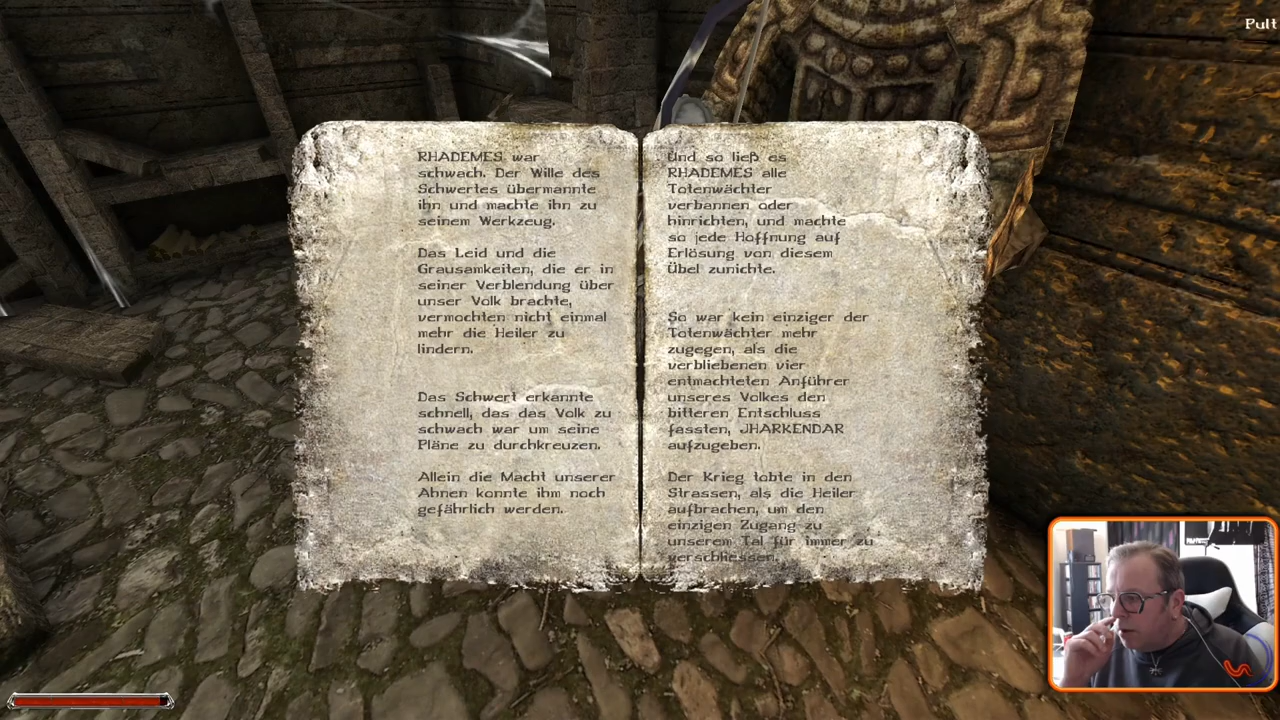 Pult
RHADEMES war
schwach. Der Wille des
Schwertes übermannte
ihn und machte ihn zu
seinem Werkzeug.
Das Leid und die
Grausamkeiten, die er in
seiner Verblendung über
unser Volk brachte,
vermochten nicht einmal
mehr die Heiler zu
lindern.
Das Schwert erkannte
schnell, das das Volk zu
schwach war um seine
Pläne zu durchkreuzen.
Allein die Macht unserer
Ahnen konnte ihm noch
gefährlich werden.
Und so ließ es
RHADEMES alle
Totenwächter
verbannen oder
hinrichten, und machte
so jede Hoffnung auf
Erlösung von diesem
Übel zunichte.
So war kein einziger der
Totenwächter mehr
zugegen, als die
verbliebenen vier
entmachteten Anführer
unseres Volkes den
bitteren Entschluss
fassten, JHARKENDAR
aufzugeben.
Der Krieg tobte in den
Strassen, als die Heiler
aufbrachen, um den
einzigen Zugang zu
unserem Tal für immer zu
verschliessen.